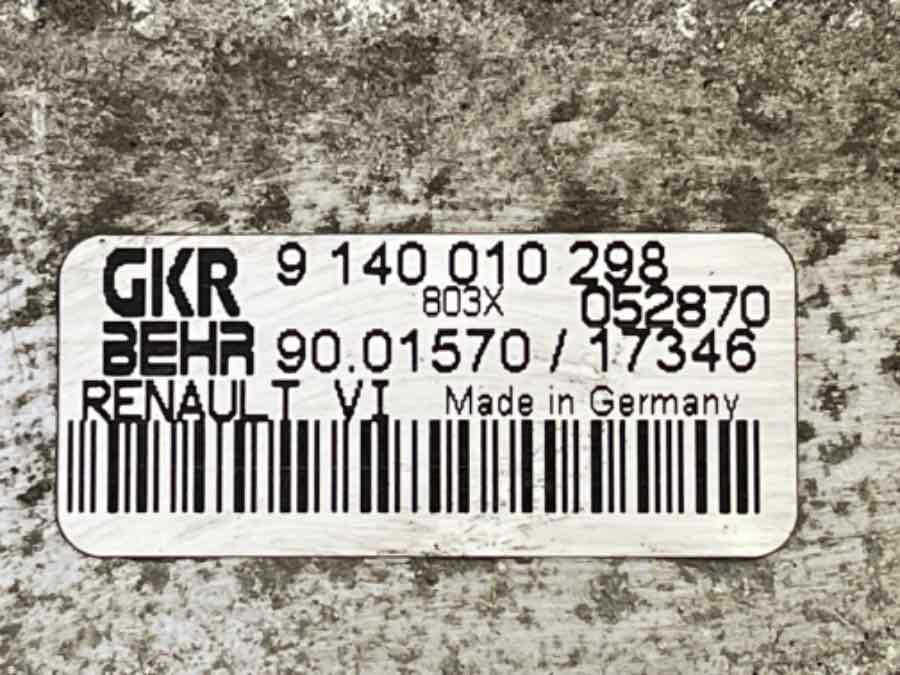 GKR 9 140 010 298
803X 052870
BEHR 90.01570 / 17346
RENAULT VI Made in Germany